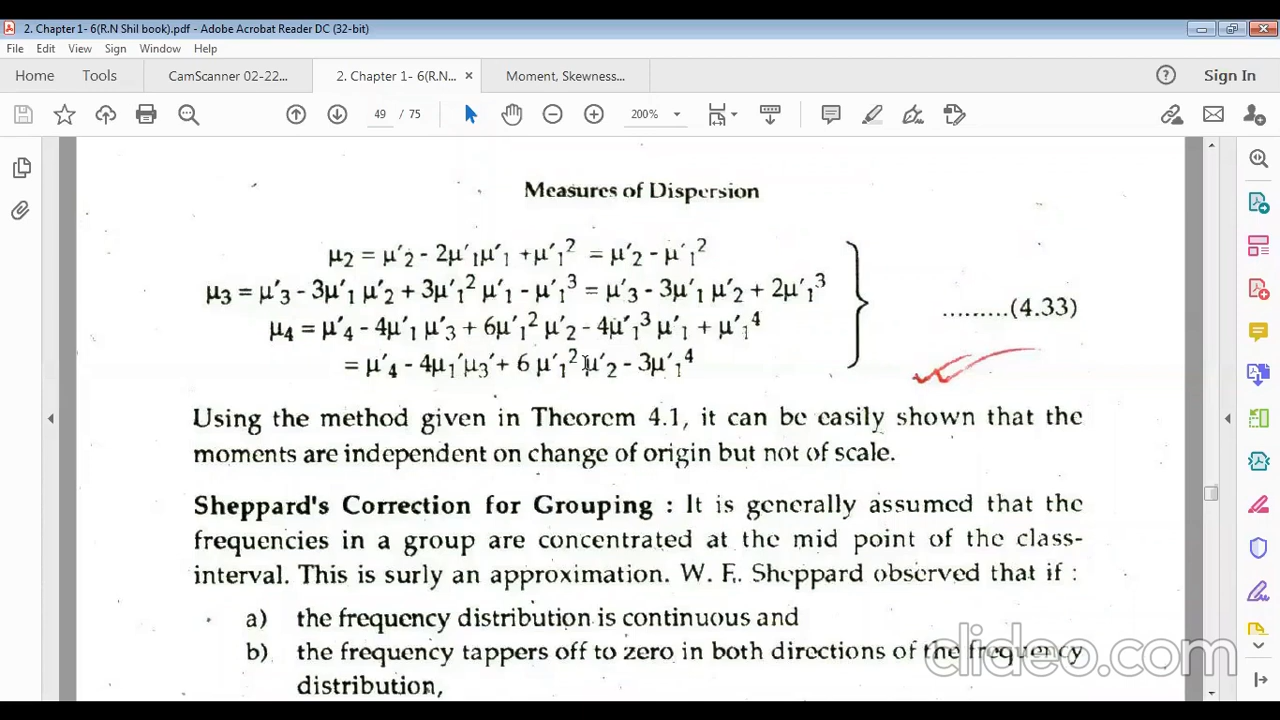 2. Chapter 1- 6(R.N Shil book).pdf - Adobe Acrobat Reader DC (32-bit)
File Edit View Sign Window Help
Home Tools CamScanner 02-22... 2. Chapter 1- 6(R.N... × Moment, Skewness... Sign In
49 / 75 200%
Measures of Dispersion
μ2 = μ′2 - 2μ′1μ′1 +μ′1² = μ′2 - μ′1²
μ3 = μ′3 - 3μ′1 μ′2 + 3μ′1² μ′1 - μ′1³ = μ′3 - 3μ′1 μ′2 + 2μ′1³
.........(4.33)
μ4 = μ′4 - 4μ′1 μ′3 + 6μ′1² μ′2 - 4μ′1³ μ′1 + μ′1⁴
= μ′4 - 4μ1′μ3′ + 6 μ′1² μ′2 - 3μ′1⁴
Using the method given in Theorem 4.1, it can be easily shown that the
moments are independent on change of origin but not of scale.
Sheppard's Correction for Grouping : It is generally assumed that the
frequencies in a group are concentrated at the mid point of the class-
interval. This is surly an approximation. W. F. Sheppard observed that if :
a) the frequency distribution is continuous and
b) the frequency tappers off to zero in both directions of the frequency
distribution,
clideo.com